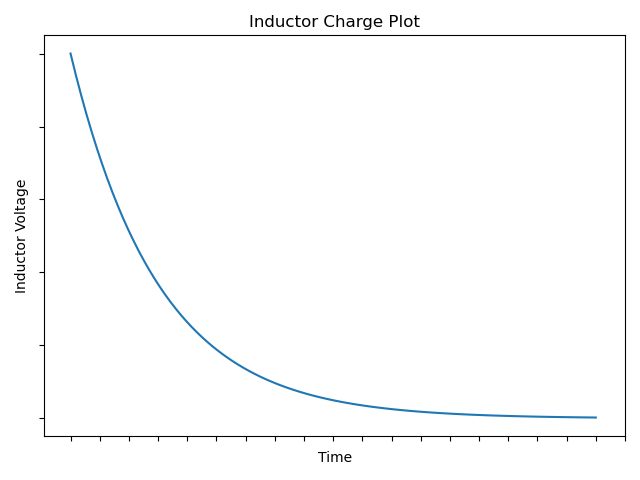 Inductor Charge Plot
Inductor Voltage
Time